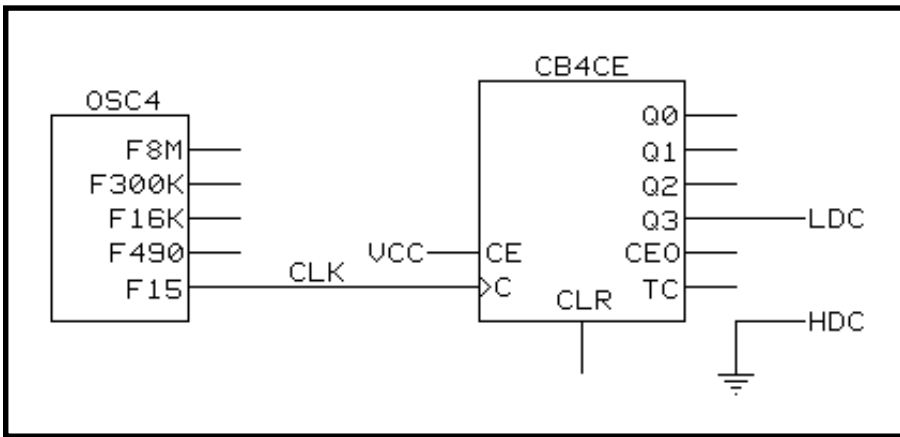 OSC4
F8M
F300K
F16K
F490
F15
CLK
VCC
CB4CE
CE
C
CLR
Q0
Q1
Q2
Q3
CEO
TC
LDC
HDC